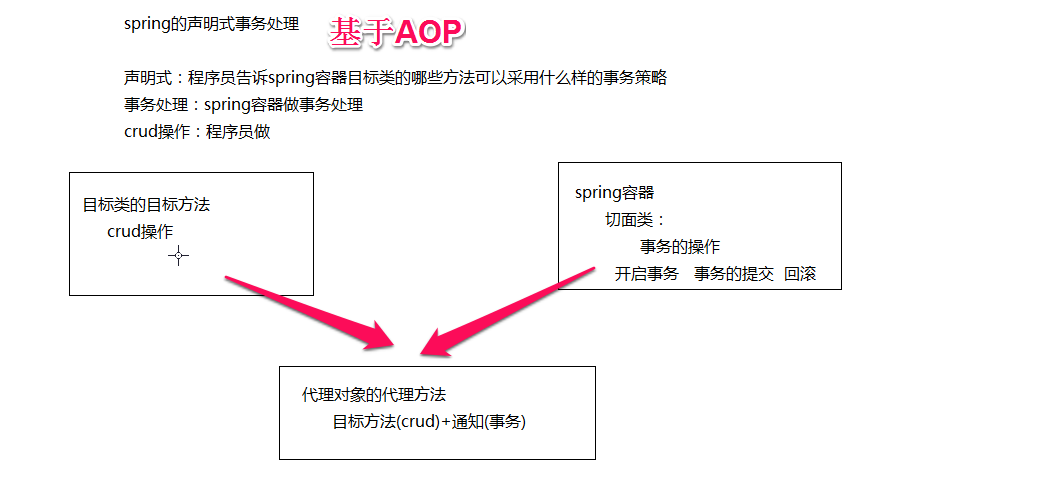 spring的声明式事务处理 基于AOP
声明式：程序员告诉spring容器目标类的哪些方法可以采用什么样的事务策略
事务处理：spring容器做事务处理
crud操作：程序员做
目标类的目标方法
crud操作
spring容器
切面类：
事务的操作
开启事务 事务的提交 回滚
代理对象的代理方法
目标方法(crud)+通知(事务)